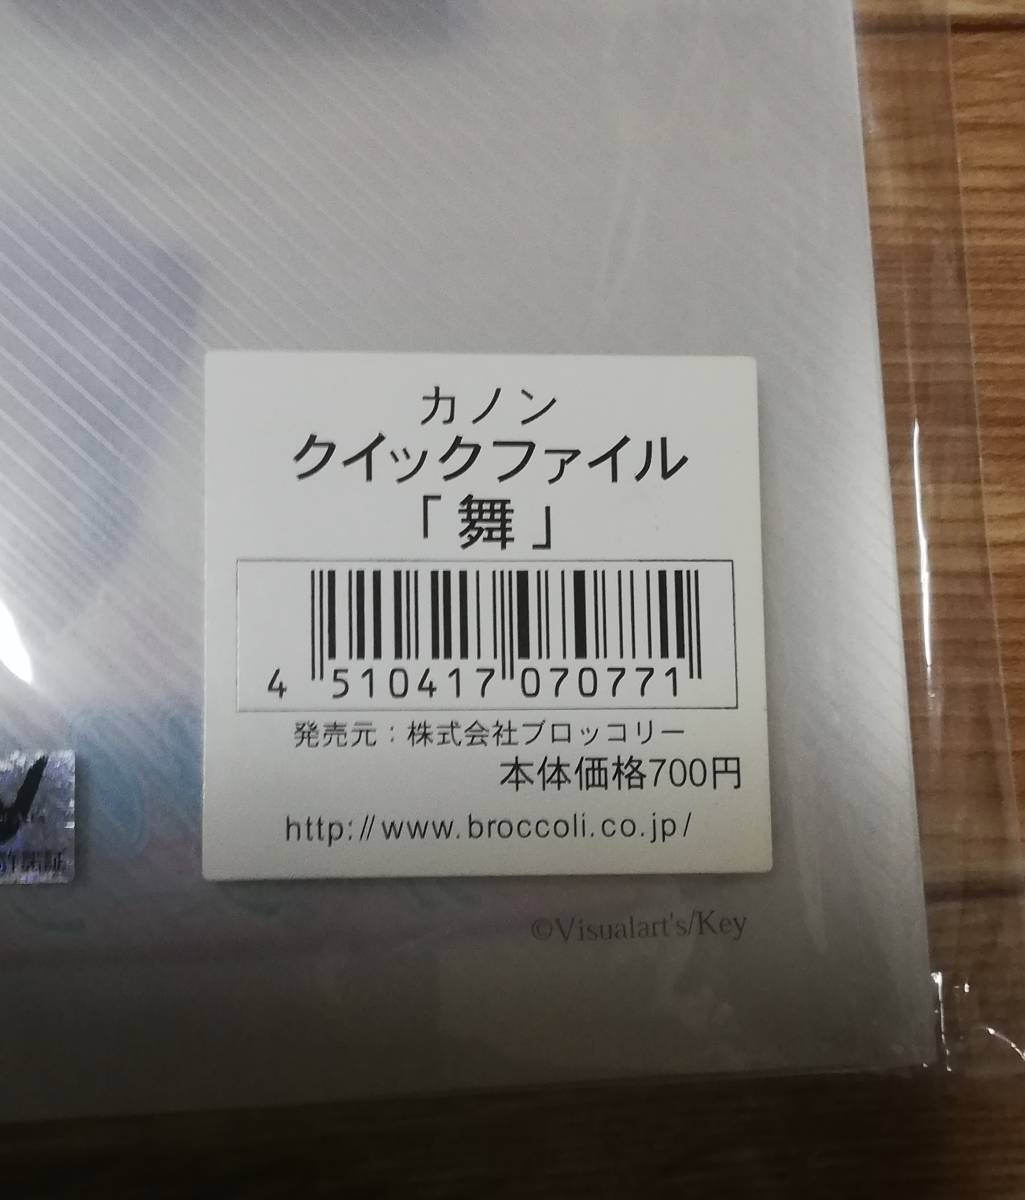 カノン
クイックファイル
「舞」
4 510417 070771
発売元：株式会社ブロッコリー
本体価格700円
http://www.broccoli.co.jp/
©Visualart's/Key